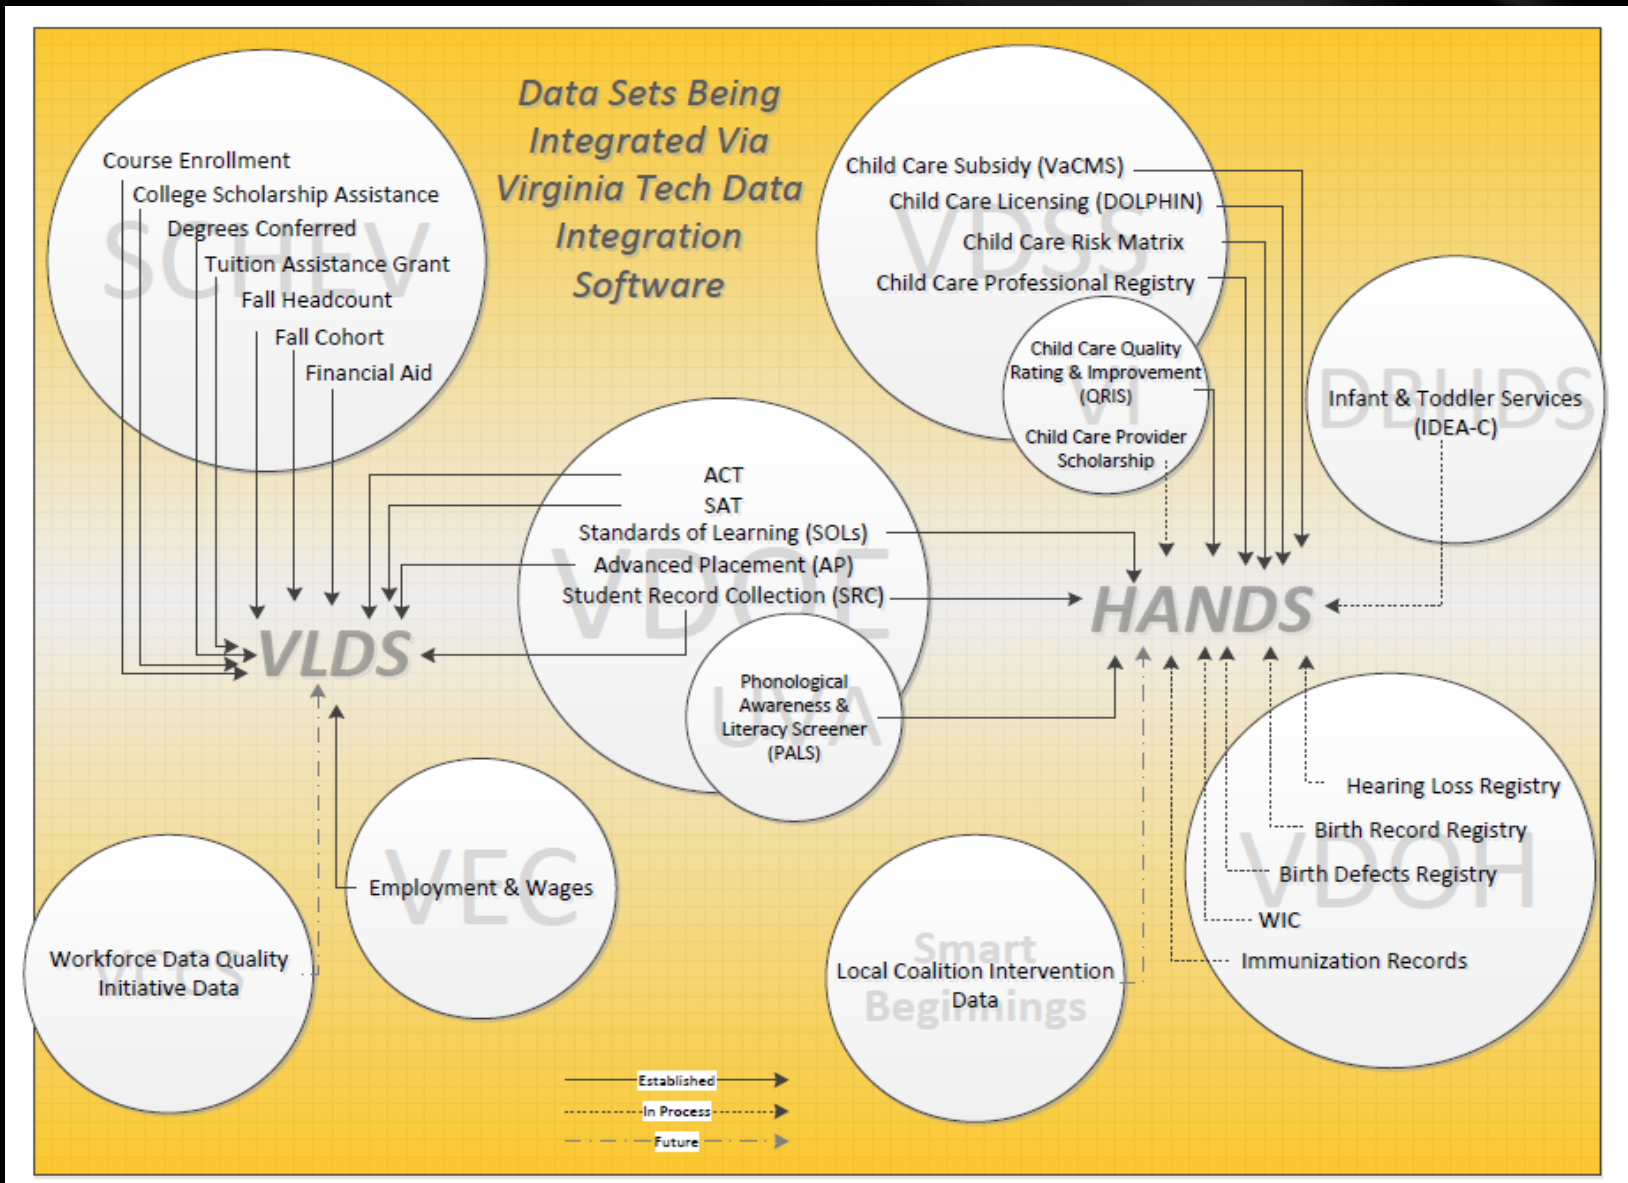 Data Sets Being
Integrated Via
Virginia Tech Data
Integration
Software
SCHEV
Course Enrollment
College Scholarship Assistance
Degrees Conferred
Tuition Assistance Grant
Fall Headcount
Fall Cohort
Financial Aid
VDSS
Child Care Subsidy (VaCMS)
Child Care Licensing (DOLPHIN)
Child Care Risk Matrix
Child Care Professional Registry
VI
Child Care Quality
Rating & Improvement
(QRIS)
Child Care Provider
Scholarship
DBHDS
Infant & Toddler Services
(IDEA-C)
VDOE
ACT
SAT
Standards of Learning (SOLs)
Advanced Placement (AP)
Student Record Collection (SRC)
UVA
Phonological
Awareness &
Literacy Screener
(PALS)
VLDS
HANDS
VEC
Employment & Wages
VCCS
Workforce Data Quality
Initiative Data
Smart
Beginnings
Local Coalition Intervention
Data
VDOH
Hearing Loss Registry
Birth Record Registry
Birth Defects Registry
WIC
Immunization Records
Established
In Process
Future